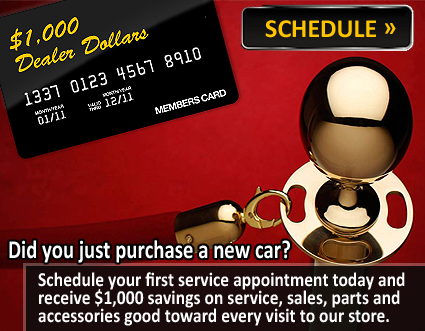 $1,000
Dealer Dollars
SCHEDULE »
1337 0123 4567 8910
MONTH/YEAR
01/11
VALID THRU
MONTH/YEAR
12/11
MEMBERS CARD
Did you just purchase a new car?
Schedule your first service appointment today and
receive $1,000 savings on service, sales, parts and
accessories good toward every visit to our store.